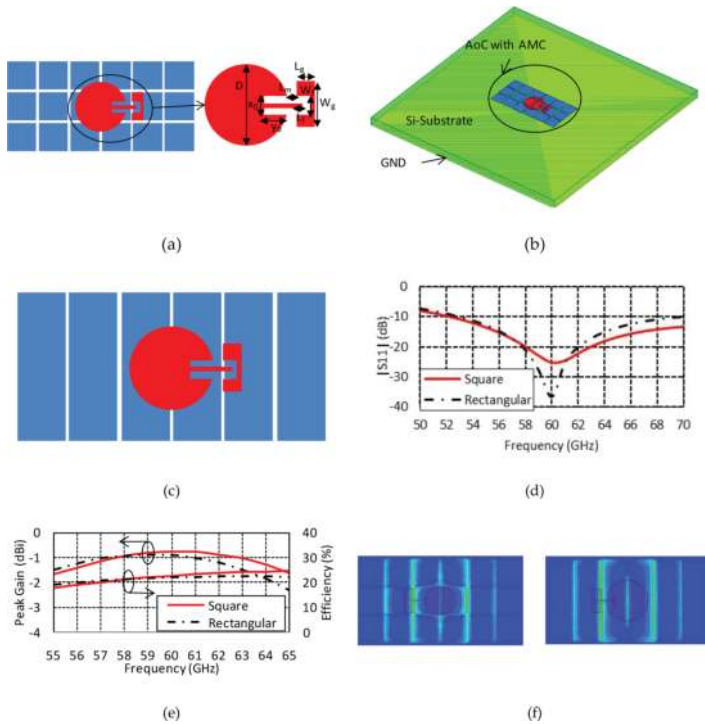 Lg
D
W
Wg
(a)
AoC with AMC
Si-Substrate
GND
(b)
(c)
|S11| (dB)
0
-10
-20
-30
-40
Square
Rectangular
50 52 54 56 58 60 62 64 66 68 70
Frequency (GHz)
(d)
Peak Gain (dBi)
0
-1
-2
-3
-4
40
30
20
10
0
Efficiency (%)
Square
Rectangular
55 56 57 58 59 60 61 62 63 64 65
Frequency (GHz)
(e)
(f)